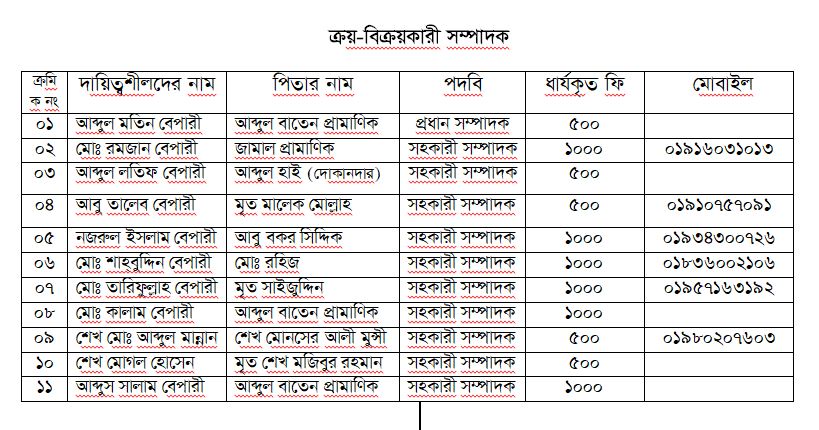 ক্রয়-বিক্রয়কারী সম্পাদক
ক্রমিক নং দায়িত্বশীলদের নাম পিতার নাম পদবি ধার্যকৃত ফি মোবাইল
০১ আব্দুল মতিন বেপারী আব্দুল বাতেন প্রামাণিক প্রধান সম্পাদক ৫০০
০২ মোঃ রমজান বেপারী জামাল প্রামাণিক সহকারী সম্পাদক ১০০০ ০১৯১৬০৩১০১৩
০৩ আব্দুল লতিফ বেপারী আব্দুল হাই (দোকানদার) সহকারী সম্পাদক ৫০০
০৪ আবু তালেব বেপারী মৃত মালেক মোল্লাহ সহকারী সম্পাদক ৫০০ ০১৯১০৭৫৭০৯১
০৫ নজরুল ইসলাম বেপারী আবু বকর সিদ্দিক সহকারী সম্পাদক ১০০০ ০১৯৩৪৩০০৭২৬
০৬ মোঃ শাহবুদ্দিন বেপারী মোঃ রহিজ সহকারী সম্পাদক ১০০০ ০১৮৩৬০০২১০৬
০৭ মোঃ তারিফুল্লাহ বেপারী মৃত সাইজুদ্দিন সহকারী সম্পাদক ১০০০ ০১৯৫৭১৬৩১৯২
০৮ মোঃ কালাম বেপারী আব্দুল বাতেন প্রামাণিক সহকারী সম্পাদক ১০০০
০৯ শেখ মোঃ আব্দুল মান্নান শেখ মোনসের আলী মুন্সী সহকারী সম্পাদক ৫০০ ০১৯৮০২০৭৬০৩
১০ শেখ মোগল হোসেন মৃত শেখ মজিবুর রহমান সহকারী সম্পাদক ৫০০
১১ আব্দুস সালাম বেপারী আব্দুল বাতেন প্রামাণিক সহকারী সম্পাদক ১০০০